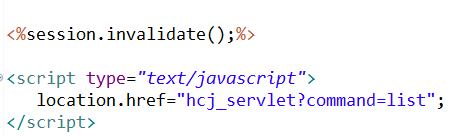 <%session.invalidate();%>
<script type="text/javascript">
location.href="hcj_servlet?command=list";
</script>